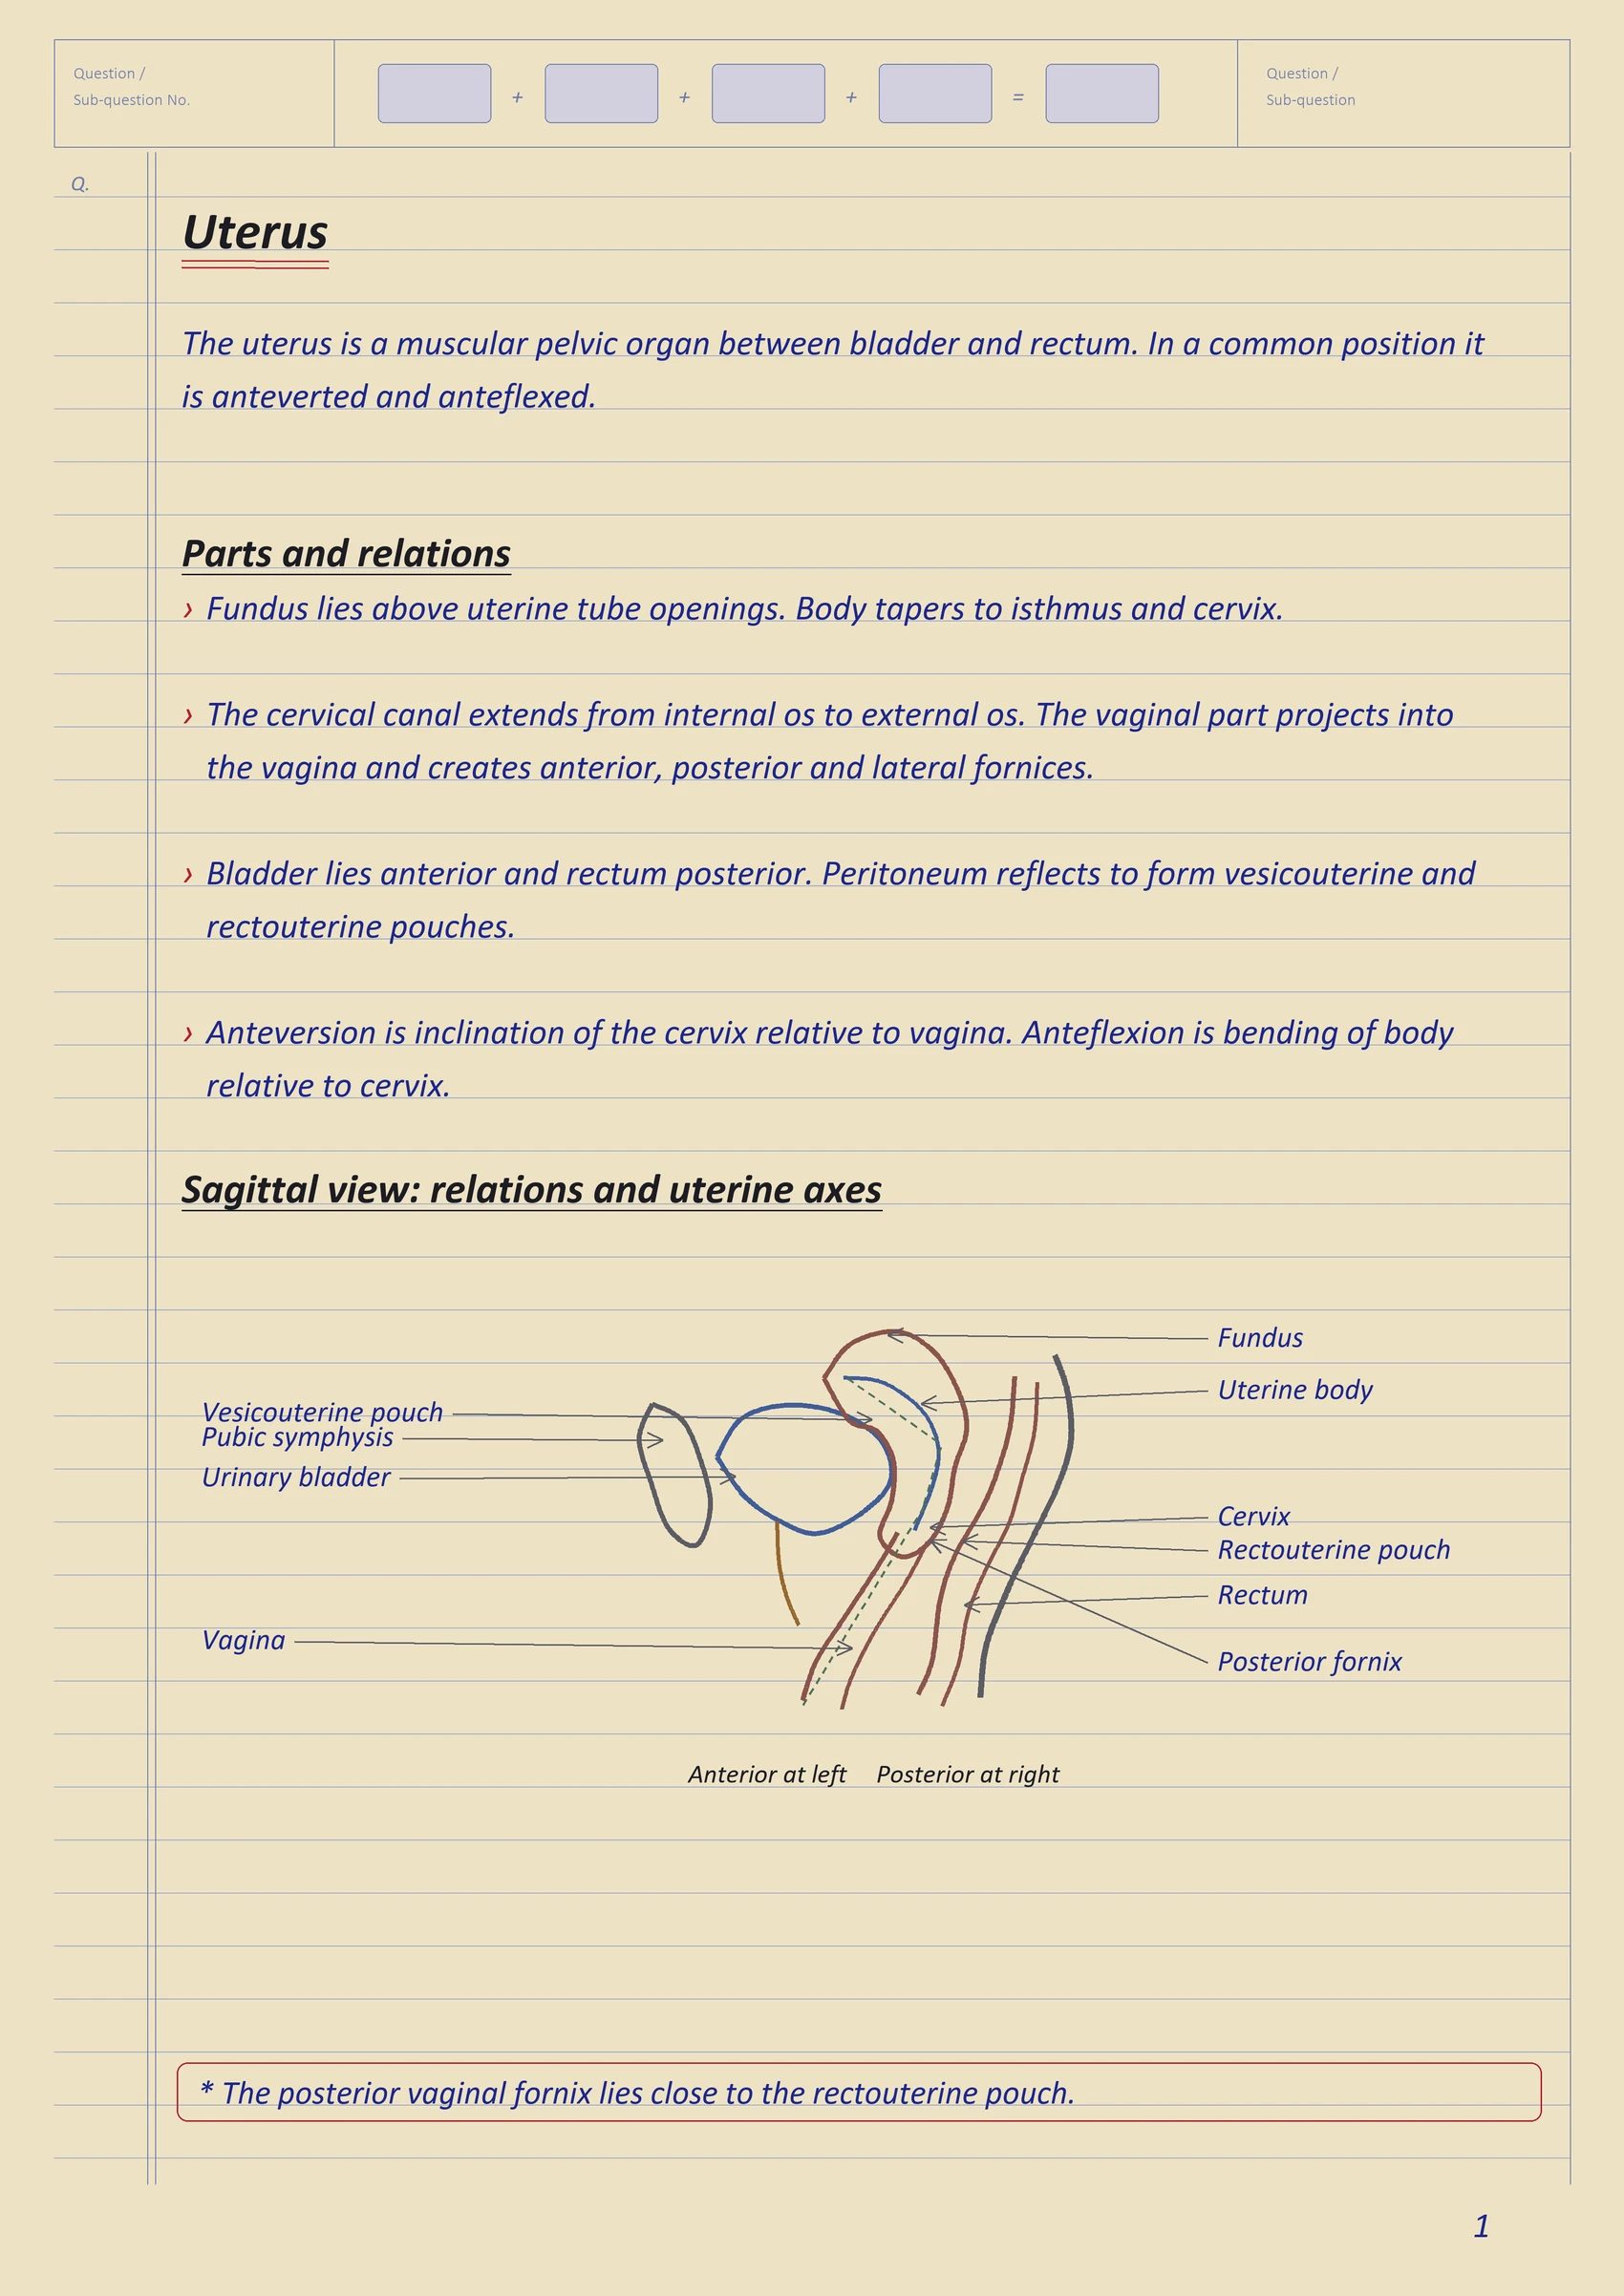 Question /
Sub-question No.
+ + + =
Question /
Sub-question
Q.
Uterus
The uterus is a muscular pelvic organ between bladder and rectum. In a common position it
is anteverted and anteflexed.
Parts and relations
› Fundus lies above uterine tube openings. Body tapers to isthmus and cervix.
› The cervical canal extends from internal os to external os. The vaginal part projects into
the vagina and creates anterior, posterior and lateral fornices.
› Bladder lies anterior and rectum posterior. Peritoneum reflects to form vesicouterine and
rectouterine pouches.
› Anteversion is inclination of the cervix relative to vagina. Anteflexion is bending of body
relative to cervix.
Sagittal view: relations and uterine axes
Fundus
Uterine body
Vesicouterine pouch
Pubic symphysis
Urinary bladder
Cervix
Rectouterine pouch
Rectum
Vagina
Posterior fornix
Anterior at left Posterior at right
* The posterior vaginal fornix lies close to the rectouterine pouch.
1